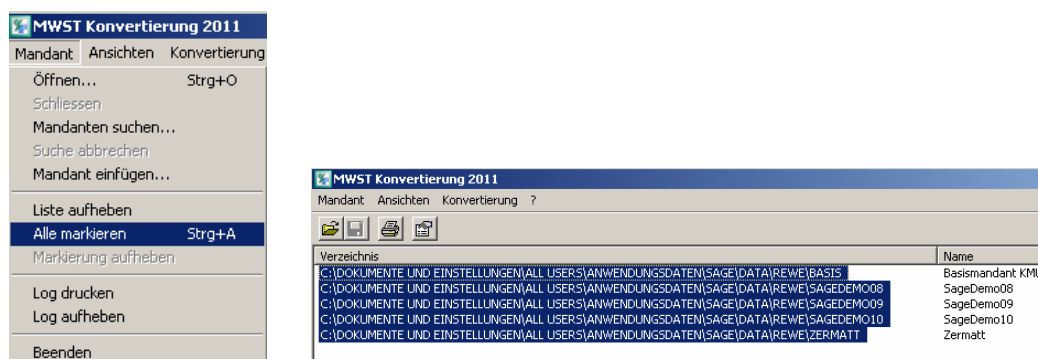 MWST Konvertierung 2011
Mandant Ansichten Konvertierung
Öffnen... Strg+O
Schliessen
Mandanten suchen...
Suche abbrechen
Mandant einfügen...
Liste aufheben
Alle markieren Strg+A
Markierung aufheben
Log drucken
Log aufheben
Beenden
MWST Konvertierung 2011
Mandant Ansichten Konvertierung ?
Verzeichnis Name
C:\DOKUMENTE UND EINSTELLUNGEN\ALL USERS\ANWENDUNGSDATEN\SAGE\DATA\REWE\BASIS Basismandant KMU
C:\DOKUMENTE UND EINSTELLUNGEN\ALL USERS\ANWENDUNGSDATEN\SAGE\DATA\REWE\SAGEDEMO08 SageDemo08
C:\DOKUMENTE UND EINSTELLUNGEN\ALL USERS\ANWENDUNGSDATEN\SAGE\DATA\REWE\SAGEDEMO09 SageDemo09
C:\DOKUMENTE UND EINSTELLUNGEN\ALL USERS\ANWENDUNGSDATEN\SAGE\DATA\REWE\SAGEDEMO10 SageDemo10
C:\DOKUMENTE UND EINSTELLUNGEN\ALL USERS\ANWENDUNGSDATEN\SAGE\DATA\REWE\ZERMATT Zermatt